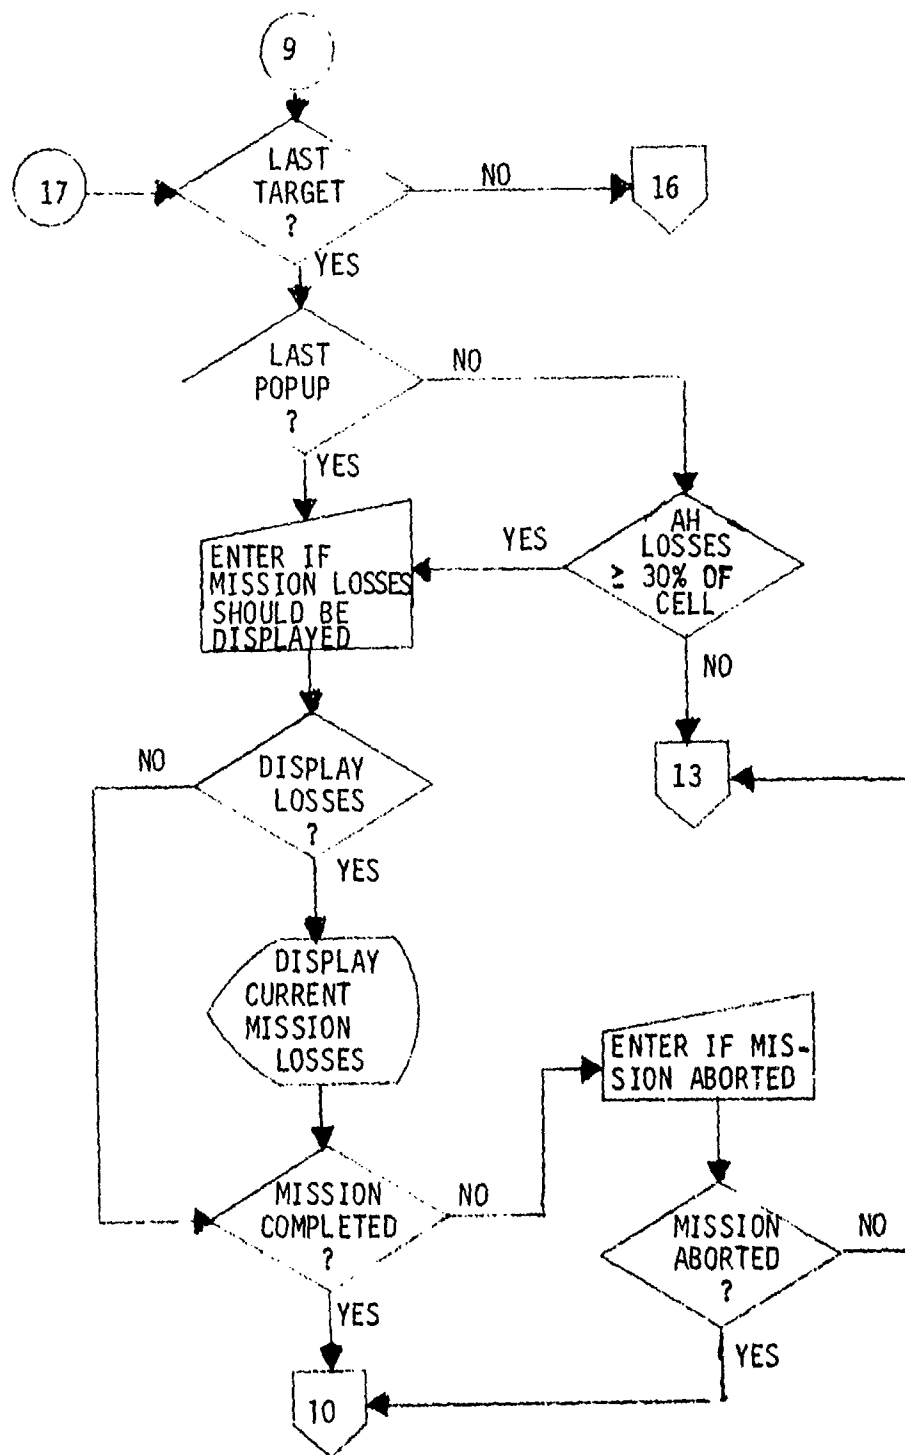 9
LAST
TARGET
?
17
NO
16
YES
LAST
POPUP
?
NO
YES
ENTER IF
MISSION LOSSES
SHOULD BE
DISPLAYED
YES
AH
LOSSES
≥ 30% OF
CELL
NO
13
NO
DISPLAY
LOSSES
?
YES
DISPLAY
CURRENT
MISSION
LOSSES
ENTER IF MIS-
SION ABORTED
MISSION
COMPLETED
?
NO
MISSION
ABORTED
?
NO
YES
YES
10